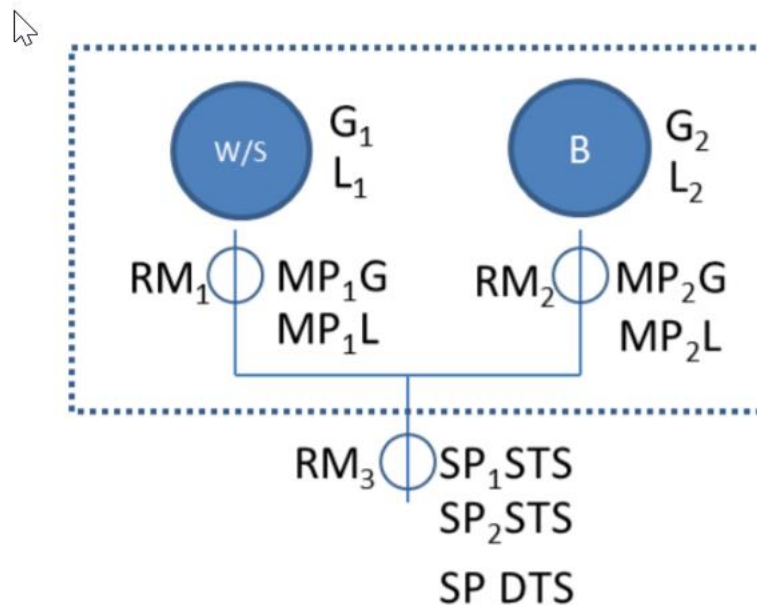 W/S
G₁
L₁
B
G₂
L₂
RM₁
MP₁G
MP₁L
RM₂
MP₂G
MP₂L
RM₃
SP₁STS
SP₂STS
SP DTS